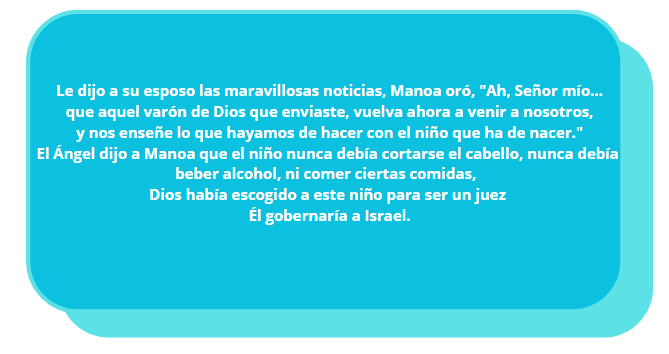 Le dijo a su esposo las maravillosas noticias, Manoa oró, "Ah, Señor mío...
que aquel varón de Dios que enviaste, vuelva ahora a venir a nosotros,
y nos enseñe lo que hayamos de hacer con el niño que ha de nacer."
El Ángel dijo a Manoa que el niño nunca debía cortarse el cabello, nunca debía
beber alcohol, ni comer ciertas comidas,
Dios había escogido a este niño para ser un juez
Él gobernaría a Israel.